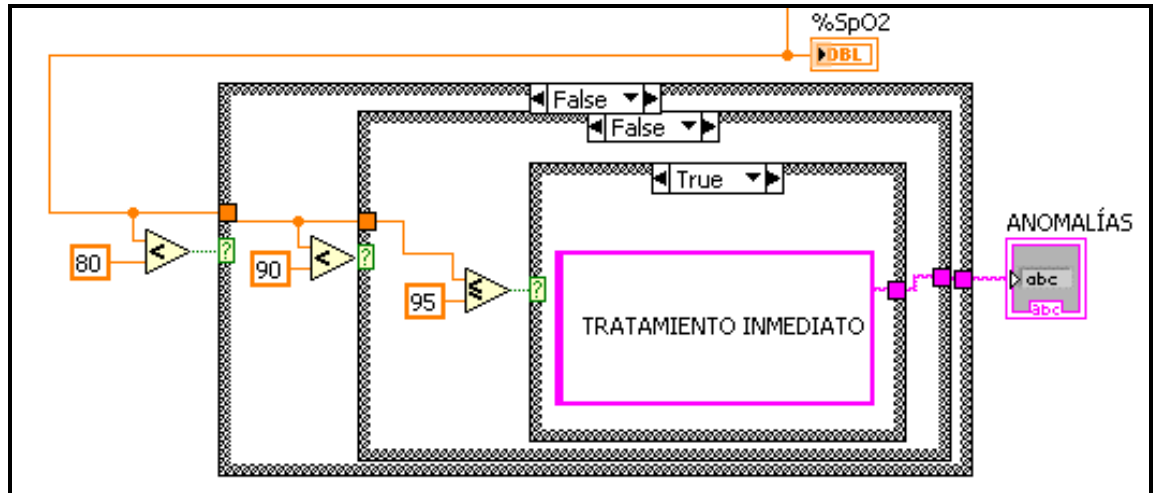 %SpO2
DBL
False
False
True
ANOMALÍAS
80
<
?
90
<
?
95
≤
?
TRATAMIENTO INMEDIATO
abc
abc